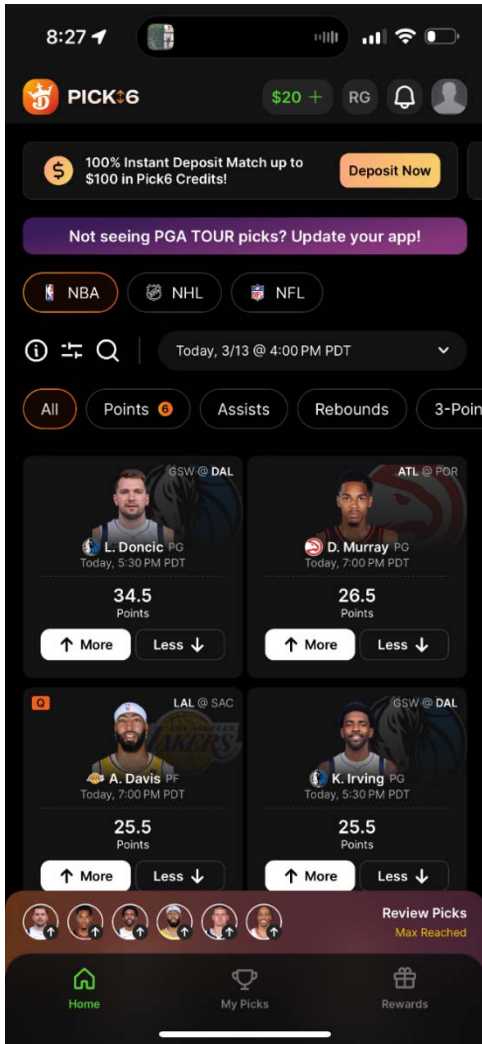 8:27
PICK6
$20 +
RG
100% Instant Deposit Match up to
$100 in Pick6 Credits!
Deposit Now
Not seeing PGA TOUR picks? Update your app!
NBA
NHL
NFL
Today, 3/13 @ 4:00 PM PDT
All
Points 6
Assists
Rebounds
3-Poin
GSW @ DAL
L. Doncic PG
Today, 5:30 PM PDT
34.5
Points
More
Less
ATL @ POR
D. Murray PG
Today, 7:00 PM PDT
26.5
Points
More
Less
Q
LAL @ SAC
LOS ANGELES
LAKERS
A. Davis PF
Today, 7:00 PM PDT
25.5
Points
More
Less
GSW @ DAL
K. Irving PG
Today, 5:30 PM PDT
25.5
Points
More
Less
Review Picks
Max Reached
Home
My Picks
Rewards